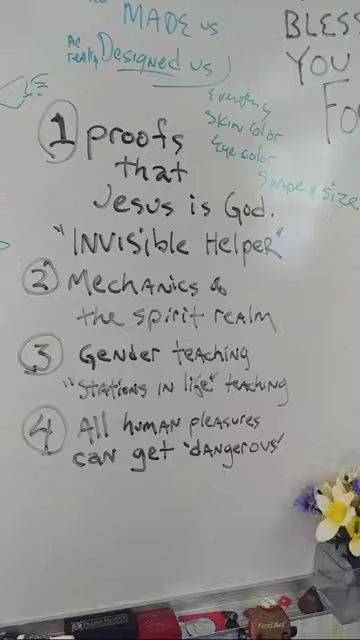 MADE us
He really Designed us
BLESS
YOU
Fo
Everything
Skin color
Eye color
Shape & size
1 proofs
that
Jesus is God.
"INVISIBLE HELPER"
2 Mechanics of
the spirit realm
3 Gender teaching
"Stations in life" teaching
4 All human pleasures
can get "dangerous"